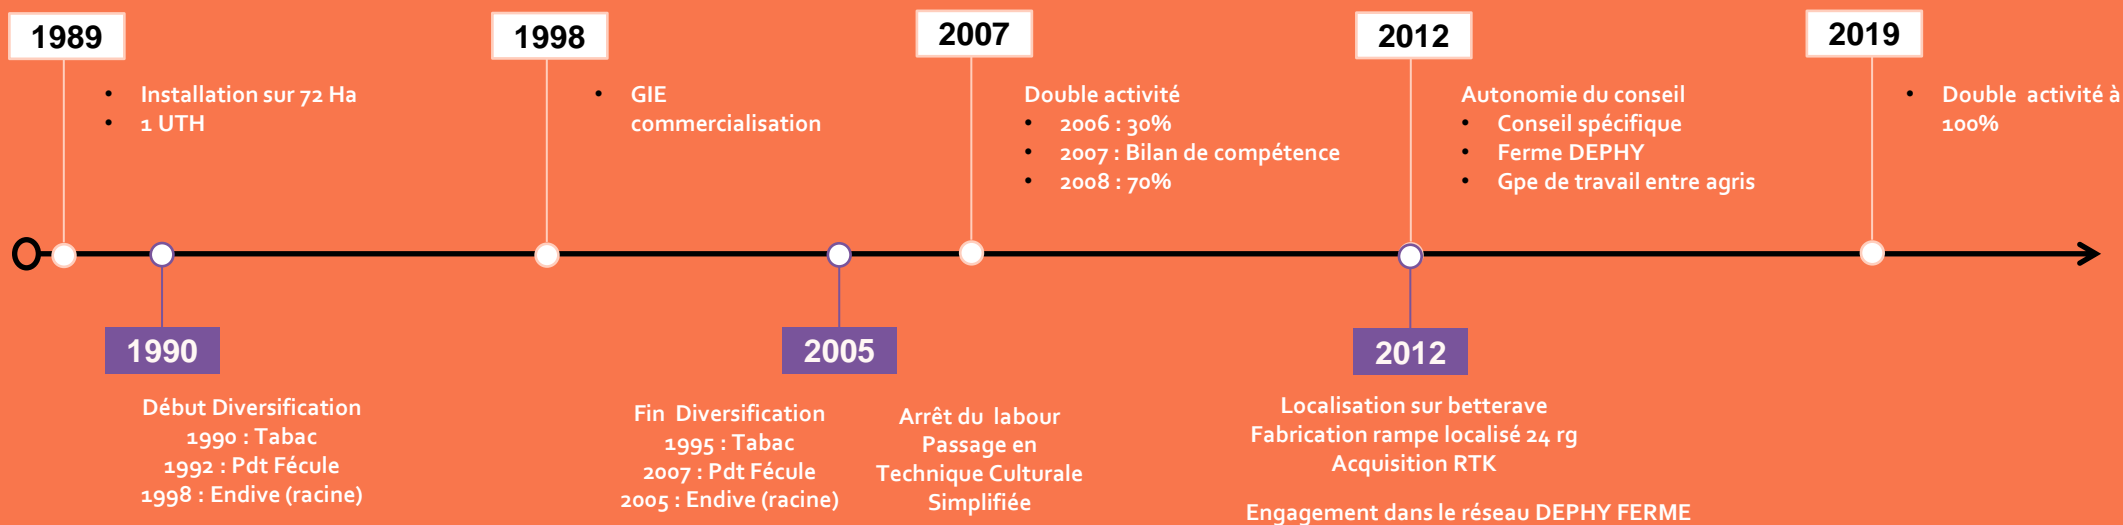 1989
• Installation sur 72 Ha
• 1 UTH
1998
• GIE
commercialisation
2007
Double activité
• 2006 : 30%
• 2007 : Bilan de compétence
• 2008 : 70%
2012
Autonomie du conseil
• Conseil spécifique
• Ferme DEPHY
• Gpe de travail entre agris
2019
• Double activité à
100%
1990
Début Diversification
1990 : Tabac
1992 : Pdt Fécule
1998 : Endive (racine)
2005
Fin Diversification
1995 : Tabac
2007 : Pdt Fécule
2005 : Endive (racine)
Arrêt du labour
Passage en
Technique Culturale
Simplifiée
2012
Localisation sur betterave
Fabrication rampe localisé 24 rg
Acquisition RTK
Engagement dans le réseau DEPHY FERME